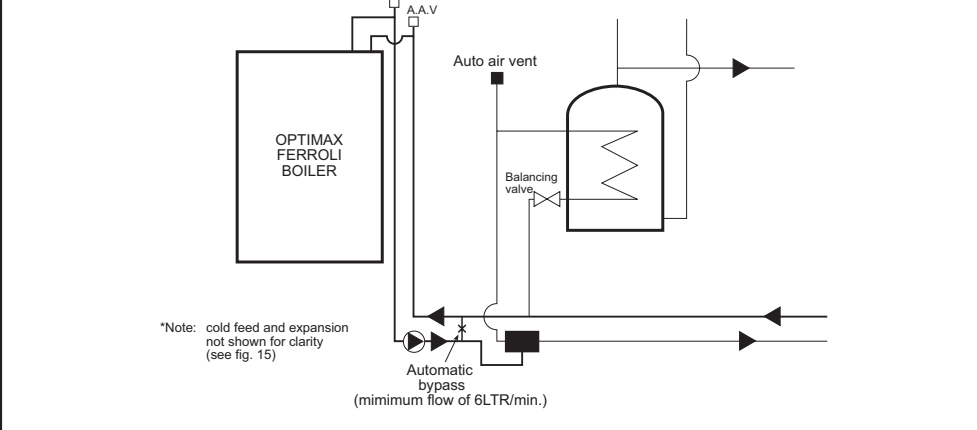 A.A.V
Auto air vent
OPTIMAX
FERROLI
BOILER
Balancing
valve
*Note: cold feed and expansion
not shown for clarity
(see fig. 15)
Automatic
bypass
(mimimum flow of 6LTR/min.)